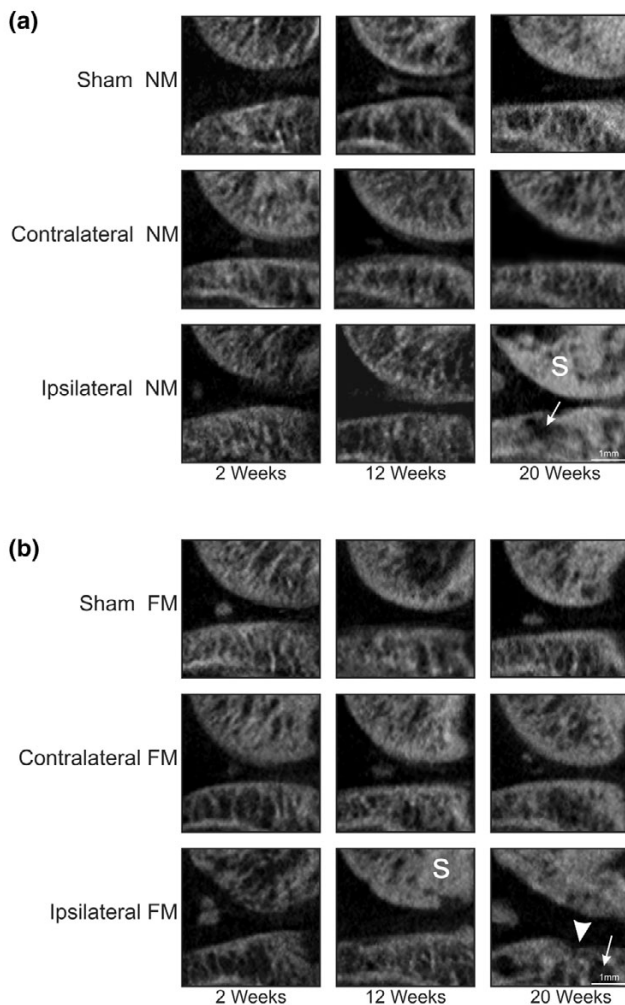 (a)
Sham NM
Contralateral NM
Ipsilateral NM
S
1mm
2 Weeks 12 Weeks 20 Weeks
(b)
Sham FM
Contralateral FM
Ipsilateral FM
S
1mm
2 Weeks 12 Weeks 20 Weeks